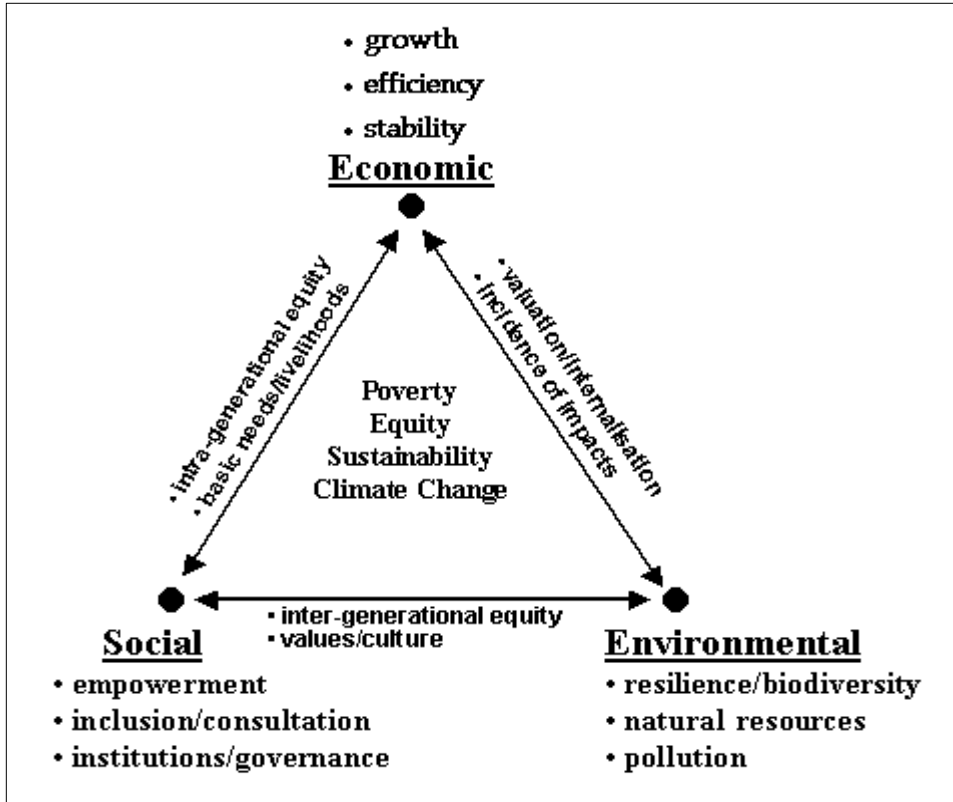 • growth
• efficiency
• stability
Economic
• intra-generational equity
• basic needs/livelihoods
• valuation/internalisation
• incidence of impacts
Poverty
Equity
Sustainability
Climate Change
• inter-generational equity
• values/culture
Social
• empowerment
• inclusion/consultation
• institutions/governance
Environmental
• resilience/biodiversity
• natural resources
• pollution